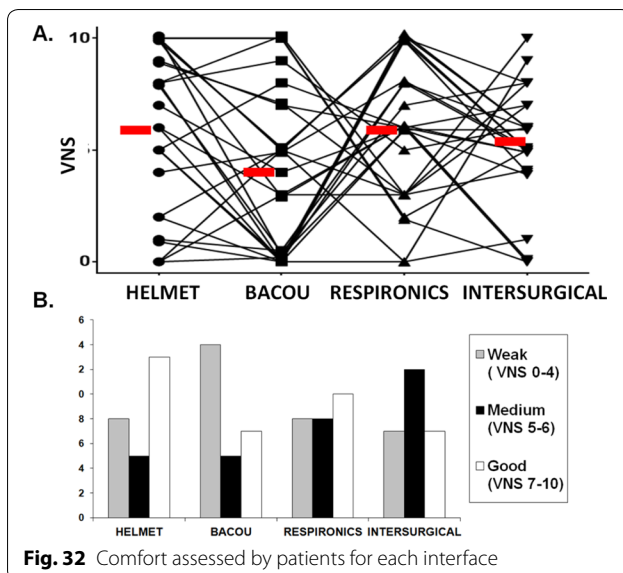 A.
10
VNS
0
HELMET BACOU RESPIRONICS INTERSURGICAL
B.
6
4
2
0
8
6
4
2
0
HELMET BACOU RESPIRONICS INTERSURGICAL
Weak
( VNS 0-4)
Medium
(VNS 5-6)
Good
(VNS 7-10)
Fig. 32 Comfort assessed by patients for each interface